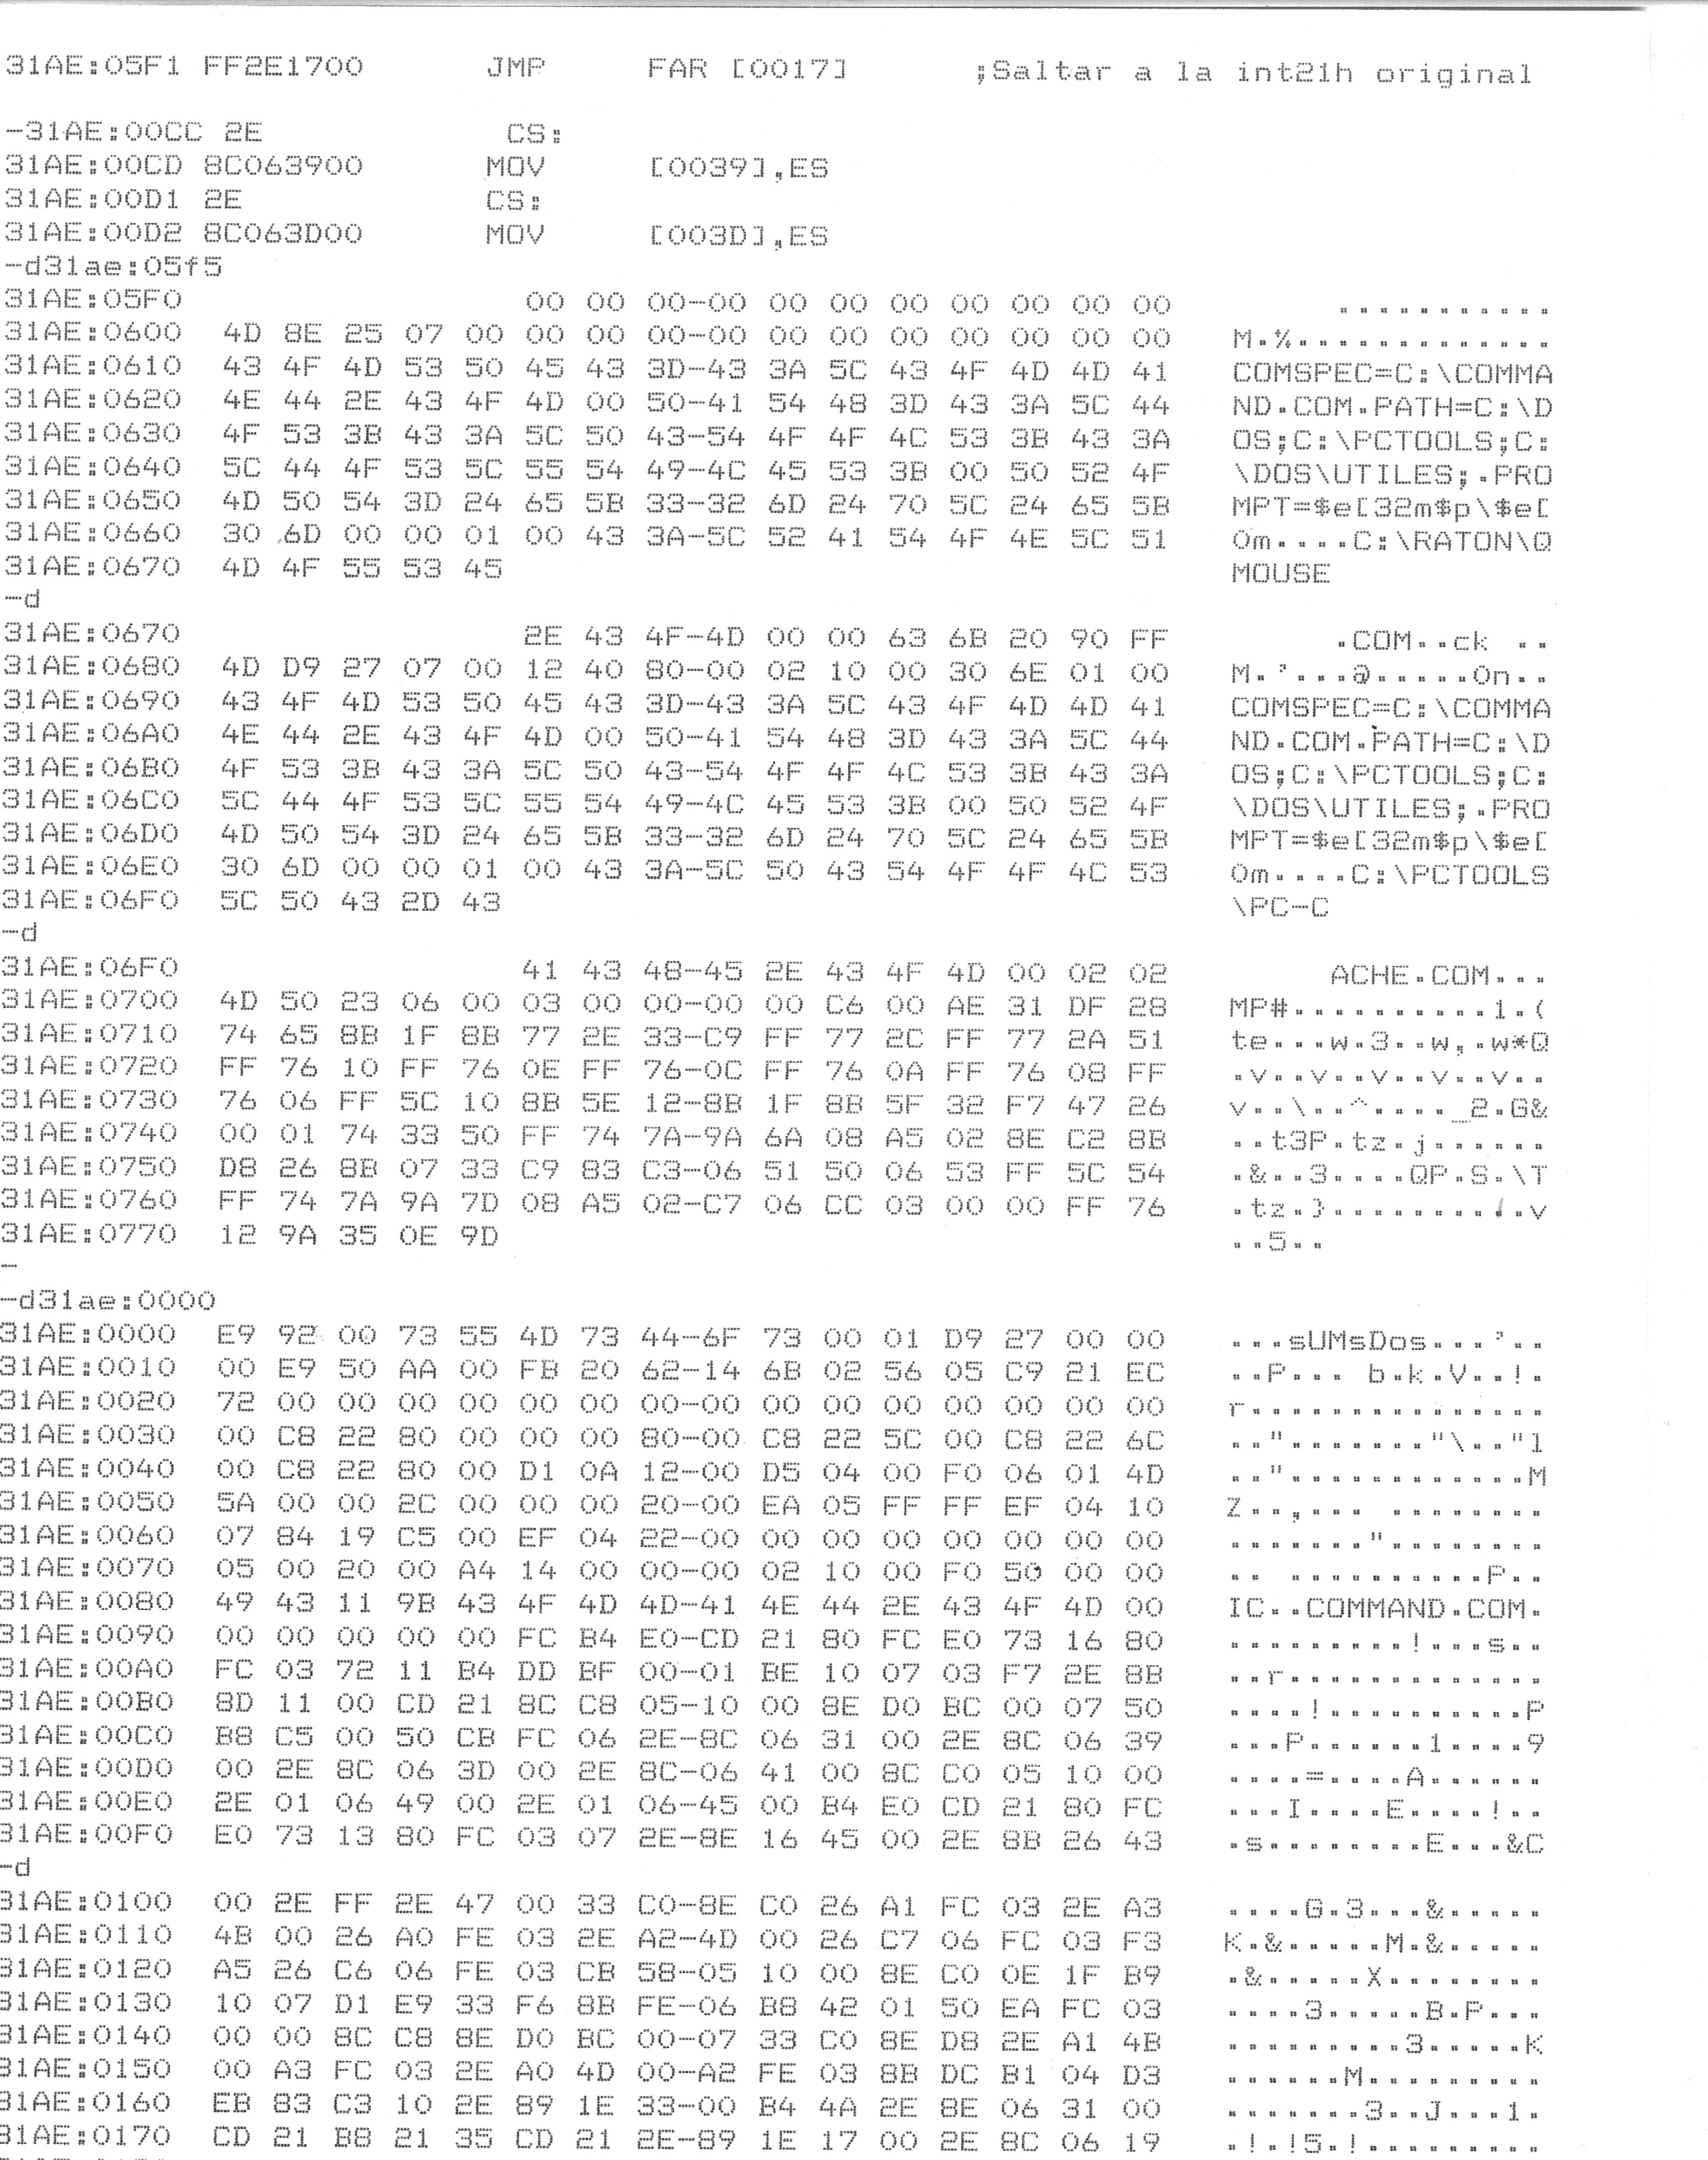 31AE:05F1 FF2E1700 JMP FAR [0017] ;Saltar a la int21h original
-31AE:00CC 2E CS:
31AE:00CD 8C063900 MOV [0039],ES
31AE:00D1 2E CS:
31AE:00D2 8C063D00 MOV [003D],ES
-d31ae:05f5
31AE:05F0 00 00 00-00 00 00 00 00 00 00 00 ...........
31AE:0600 4D 8E 25 07 00 00 00 00-00 00 00 00 00 00 00 00 M.%.............
31AE:0610 43 4F 4D 53 50 45 43 3D-43 3A 5C 43 4F 4D 4D 41 COMSPEC=C:\COMMA
31AE:0620 4E 44 2E 43 4F 4D 00 50-41 54 48 3D 43 3A 5C 44 ND.COM.PATH=C:\D
31AE:0630 4F 53 3B 43 3A 5C 50 43-54 4F 4F 4C 53 3B 43 3A OS;C:\PCTOOLS;C:
31AE:0640 5C 44 4F 53 5C 55 54 49-4C 45 53 3B 00 50 52 4F \DOS\UTILES;.PRO
31AE:0650 4D 50 54 3D 24 65 5B 33-32 6D 24 70 5C 24 65 5B MPT=$e[32m$p\$e[
31AE:0660 30 6D 00 00 01 00 43 3A-5C 52 41 54 4F 4E 5C 51 0m....C:\RATON\Q
31AE:0670 4D 4F 55 53 45 MOUSE
-d
31AE:0670 2E 43 4F-4D 00 00 63 6B 20 90 FF .COM..ck ..
31AE:0680 4D D9 27 07 00 12 40 80-00 02 10 00 30 6E 01 00 M.'...@.....0n..
31AE:0690 43 4F 4D 53 50 45 43 3D-43 3A 5C 43 4F 4D 4D 41 COMSPEC=C:\COMMA
31AE:06A0 4E 44 2E 43 4F 4D 00 50-41 54 48 3D 43 3A 5C 44 ND.COM.PATH=C:\D
31AE:06B0 4F 53 3B 43 3A 5C 50 43-54 4F 4F 4C 53 3B 43 3A OS;C:\PCTOOLS;C:
31AE:06C0 5C 44 4F 53 5C 55 54 49-4C 45 53 3B 00 50 52 4F \DOS\UTILES;.PRO
31AE:06D0 4D 50 54 3D 24 65 5B 33-32 6D 24 70 5C 24 65 5B MPT=$e[32m$p\$e[
31AE:06E0 30 6D 00 00 01 00 43 3A-5C 50 43 54 4F 4F 4C 53 0m....C:\PCTOOLS
31AE:06F0 5C 50 43 2D 43 \PC-C
-d
31AE:06F0 41 43 48-45 2E 43 4F 4D 00 02 02 ACHE.COM...
31AE:0700 4D 50 23 06 00 03 00 00-00 00 C6 00 AE 31 DF 28 MP#..........1.(
31AE:0710 74 65 8B 1F 8B 77 2E 33-C9 FF 77 2C FF 77 2A 51 te...w.3..w,.w*Q
31AE:0720 FF 76 10 FF 76 0E FF 76-0C FF 76 0A FF 76 08 FF .v..v..v..v..v..
31AE:0730 76 06 FF 5C 10 8B 5E 12-8B 1F 8B 5F 32 F7 47 26 v..\..^...._2.G&
31AE:0740 00 01 74 33 50 FF 74 7A-9A 6A 08 A5 02 8E C2 8B ..t3P.tz.j......
31AE:0750 D8 26 8B 07 33 C9 83 C3-06 51 50 06 53 FF 5C 54 .&..3....QP.S.\T
31AE:0760 FF 74 7A 9A 7D 08 A5 02-C7 06 CC 03 00 00 FF 76 .tz.}..........v
31AE:0770 12 9A 35 0E 9D ..5..
-
-d31ae:0000
31AE:0000 E9 92 00 73 55 4D 73 44-6F 73 00 01 D9 27 00 00 ...sUMsDos...'..
31AE:0010 00 E9 50 AA 00 FB 20 62-14 6B 02 56 05 C9 21 EC ..P... b.k.V..!.
31AE:0020 72 00 00 00 00 00 00 00-00 00 00 00 00 00 00 00 r...............
31AE:0030 00 C8 22 80 00 00 00 80-00 C8 22 5C 00 C8 22 6C .."......."\.."l
31AE:0040 00 C8 22 80 00 D1 0A 12-00 D5 04 00 F0 06 01 4D .."............M
31AE:0050 5A 00 00 2C 00 00 00 20-00 EA 05 FF FF EF 04 10 Z..,... ........
31AE:0060 07 84 19 C5 00 EF 04 22-00 00 00 00 00 00 00 00 ......."........
31AE:0070 05 00 20 00 A4 14 00 00-00 02 10 00 F0 50 00 00 .. ..........P..
31AE:0080 49 43 11 9B 43 4F 4D 4D-41 4E 44 2E 43 4F 4D 00 IC..COMMAND.COM.
31AE:0090 00 00 00 00 00 FC B4 E0-CD 21 80 FC E0 73 16 80 .........!...s..
31AE:00A0 FC 03 72 11 B4 DD BF 00-01 BE 10 07 03 F7 2E 8B ..r.............
31AE:00B0 8D 11 00 CD 21 8C C8 05-10 00 8E D0 BC 00 07 50 ....!..........P
31AE:00C0 B8 C5 00 50 CB FC 06 2E-8C 06 31 00 2E 8C 06 39 ...P......1....9
31AE:00D0 00 2E 8C 06 3D 00 2E 8C-06 41 00 8C C0 05 10 00 ....=....A......
31AE:00E0 2E 01 06 49 00 2E 01 06-45 00 B4 E0 CD 21 80 FC ...I....E....!..
31AE:00F0 E0 73 13 80 FC 03 07 2E-8E 16 45 00 2E 8B 26 43 .s........E...&C
-d
31AE:0100 00 2E FF 2E 47 00 33 C0-8E C0 26 A1 FC 03 2E A3 ....G.3...&.....
31AE:0110 4B 00 26 A0 FE 03 2E A2-4D 00 26 C7 06 FC 03 F3 K.&.....M.&.....
31AE:0120 A5 26 C6 06 FE 03 CB 58-05 10 00 8E C0 0E 1F B9 .&.....X........
31AE:0130 10 07 D1 E9 33 F6 8B FE-06 B8 42 01 50 EA FC 03 ....3.....B.P...
31AE:0140 00 00 8C C8 8E D0 BC 00-07 33 C0 8E D8 2E A1 4B .........3.....K
31AE:0150 00 A3 FC 03 2E A0 4D 00-A2 FE 03 8B DC B1 04 D3 ......M.........
31AE:0160 EB 83 C3 10 2E 89 1E 33-00 B4 4A 2E 8E 06 31 00 .......3..J...1.
31AE:0170 CD 21 B8 21 35 CD 21 2E-89 1E 17 00 2E 8C 06 19 .!.!5.!.........